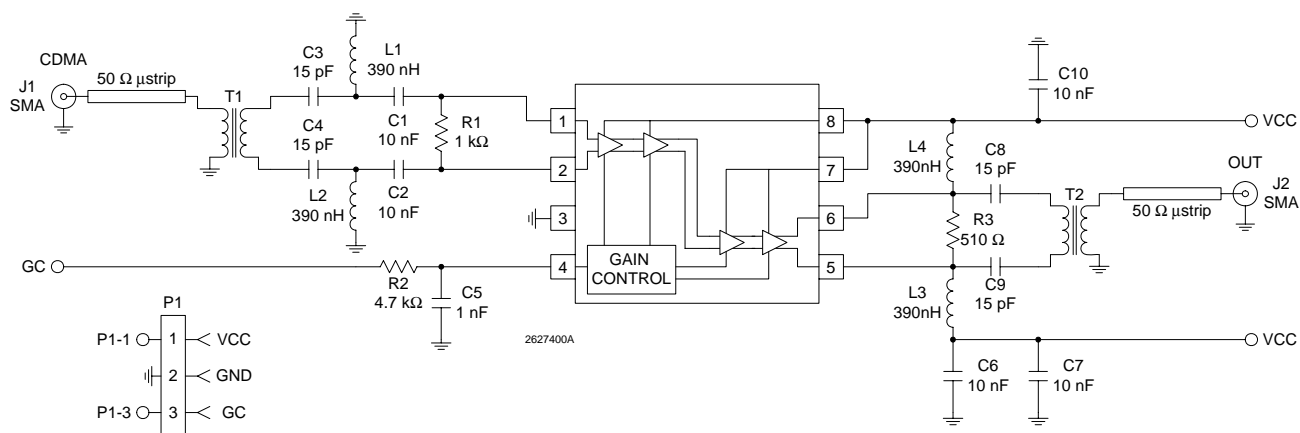 CDMA
J1
SMA
50 Ω µstrip
T1
C3
15 pF
L1
390 nH
C4
15 pF
C1
10 nF
R1
1 kΩ
L2
390 nH
C2
10 nF
GC
R2
4.7 kΩ
C5
1 nF
1
2
3
4
GAIN
CONTROL
8
7
6
5
2627400A
C10
10 nF
VCC
L4
390nH
C8
15 pF
R3
510 Ω
T2
50 Ω µstrip
OUT
J2
SMA
C9
15 pF
L3
390nH
VCC
C6
10 nF
C7
10 nF
P1
P1-1
1
VCC
2
GND
P1-3
3
GC